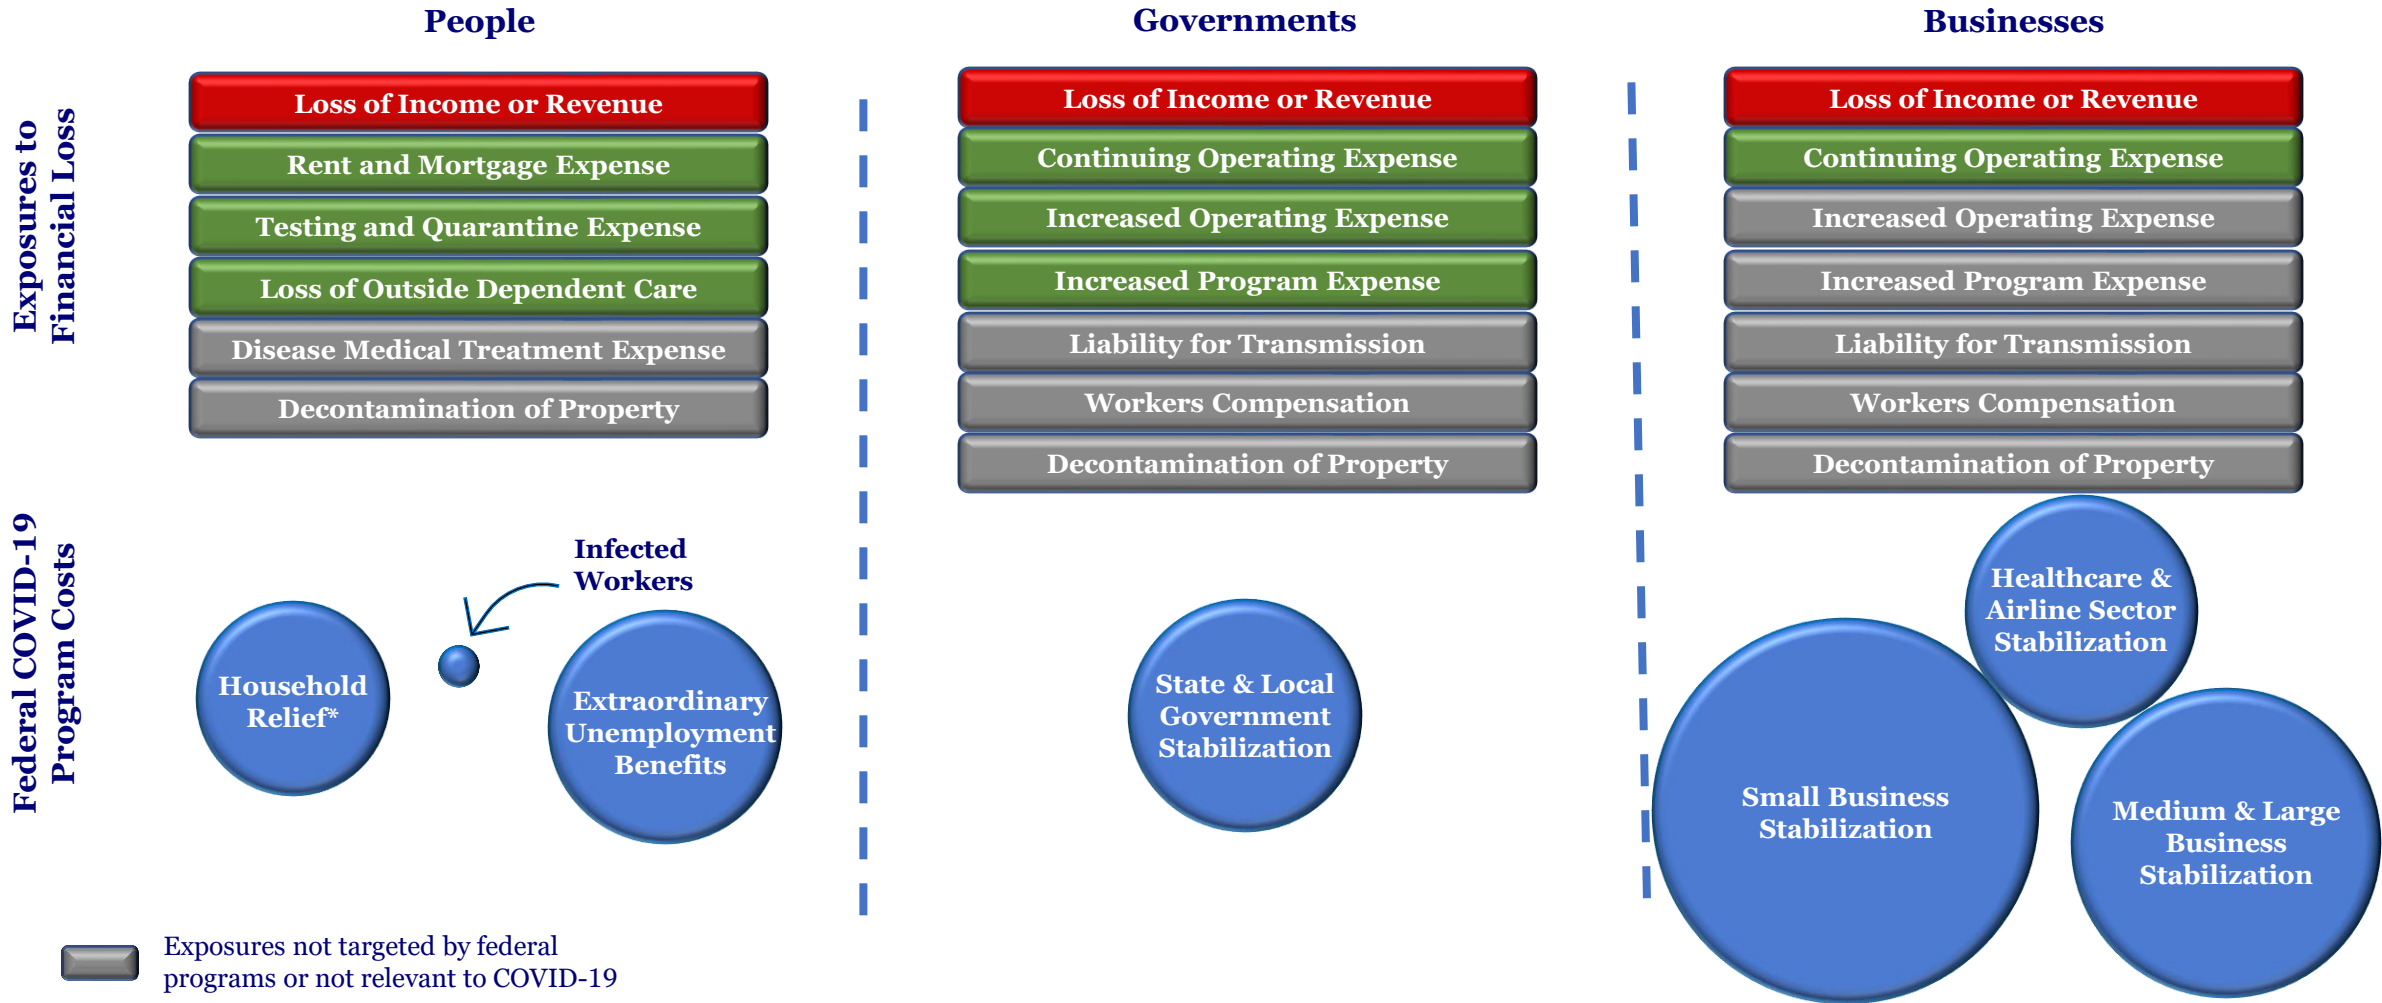 People
Governments
Businesses
Exposures to
Financial Loss
Loss of Income or Revenue
Rent and Mortgage Expense
Testing and Quarantine Expense
Loss of Outside Dependent Care
Disease Medical Treatment Expense
Decontamination of Property
Loss of Income or Revenue
Continuing Operating Expense
Increased Operating Expense
Increased Program Expense
Liability for Transmission
Workers Compensation
Decontamination of Property
Loss of Income or Revenue
Continuing Operating Expense
Increased Operating Expense
Increased Program Expense
Liability for Transmission
Workers Compensation
Decontamination of Property
Federal COVID-19
Program Costs
Household
Relief*
Infected
Workers
Extraordinary
Unemployment
Benefits
State & Local
Government
Stabilization
Healthcare &
Airline Sector
Stabilization
Small Business
Stabilization
Medium & Large
Business
Stabilization
Exposures not targeted by federal
programs or not relevant to COVID-19